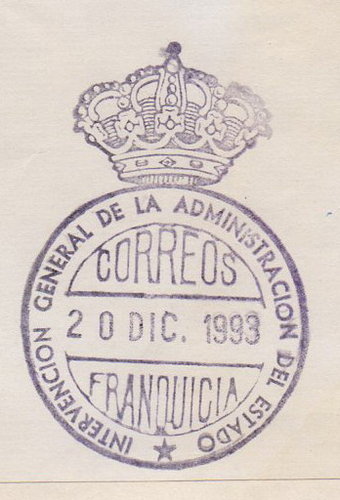 INTERVENCION GENERAL DE LA ADMINISTRACION DEL ESTADO
CORREOS
20 DIC. 1993
FRANQUICIA